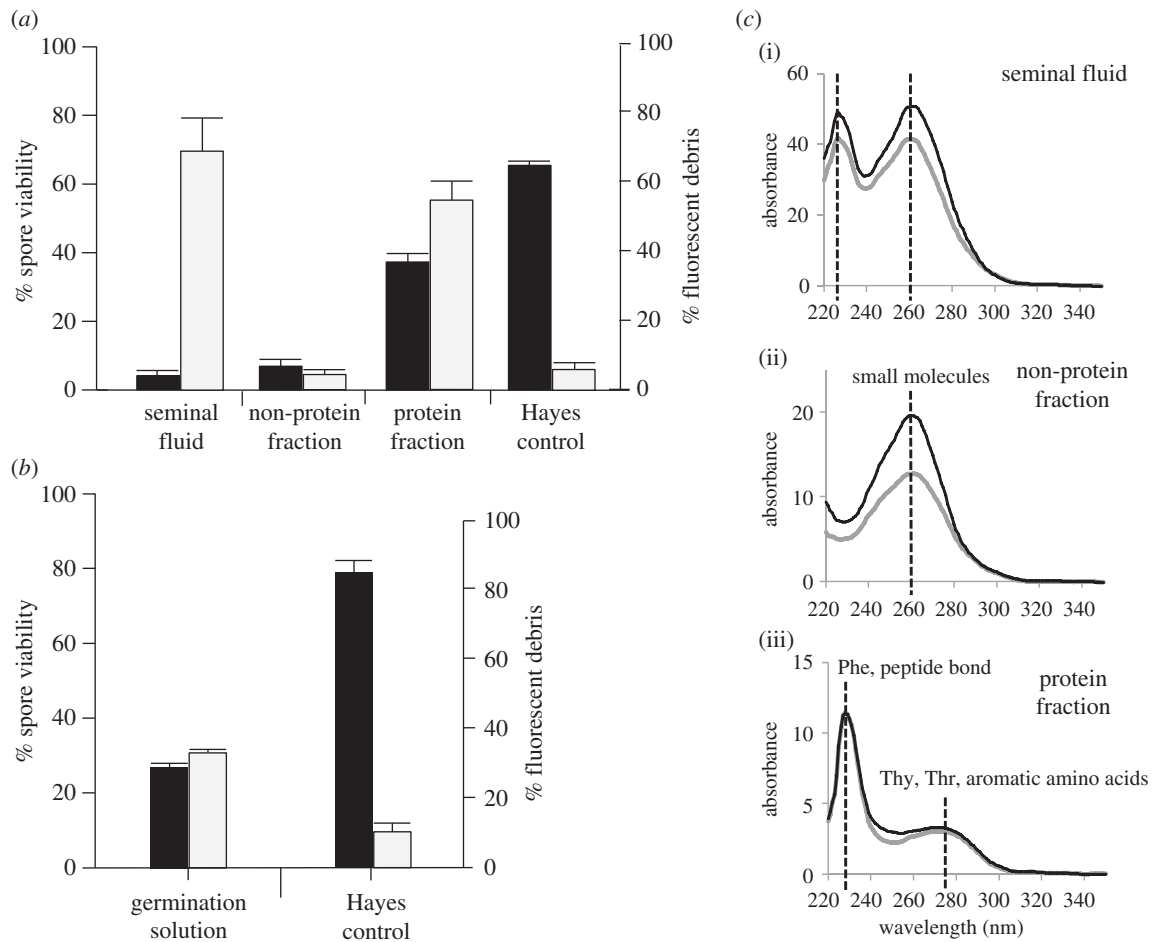 (a)
100
80
60
40
20
0
% spore viability
100
80
60
40
20
0
% fluorescent debris
seminal
fluid
non-protein
fraction
protein
fraction
Hayes
control
(b)
100
80
60
40
20
0
% spore viability
100
80
60
40
20
0
% fluorescent debris
germination
solution
Hayes
control
(c)
(i)
seminal fluid
60
40
20
0
absorbance
220 240 260 280 300 320 340
(ii)
small molecules
non-protein
fraction
20
10
0
absorbance
220 240 260 280 300 320 340
(iii)
Phe, peptide bond
protein
fraction
Thy, Thr, aromatic amino acids
15
10
5
0
absorbance
220 240 260 280 300 320 340
wavelength (nm)